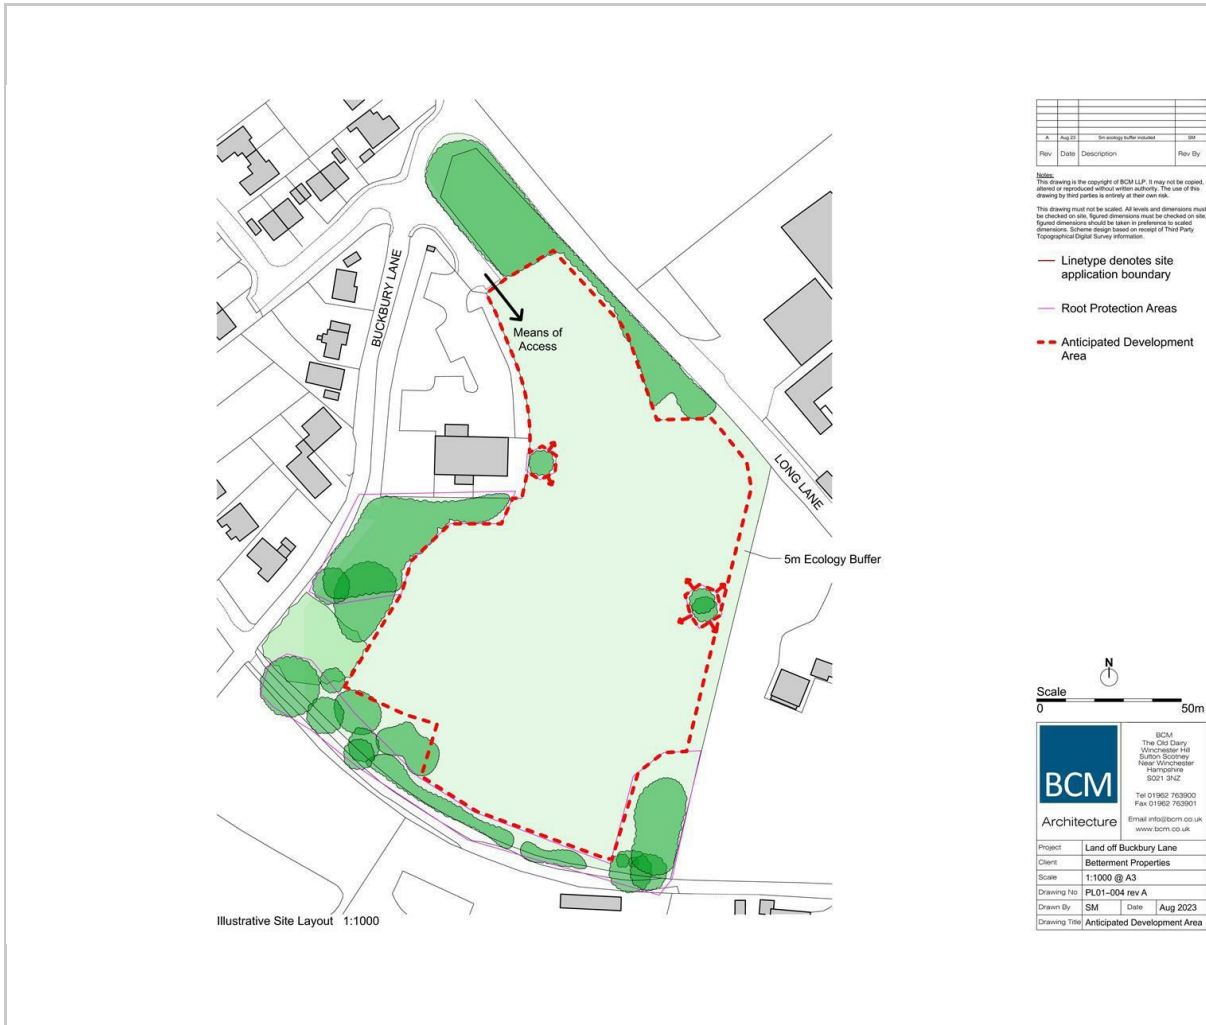 BUCKBURY LANE
Means of
Access
LONG LANE
5m Ecology Buffer
Illustrative Site Layout 1:1000
A Aug 23 5m ecology buffer included SM
Rev Date Description Rev By
Notes:
This drawing is the copyright of BCM LLP. It may not be copied,
altered or reproduced without written authority. The use of this
drawing by third parties is entirely at their own risk.
This drawing must not be scaled. All levels and dimensions must
be checked on site, figured dimensions must be checked on site,
figured dimensions should be taken in preference to scaled
dimensions. Scheme design based on receipt of Third Party
Topographical Digital Survey information.
Linetype denotes site
application boundary
Root Protection Areas
Anticipated Development
Area
N
Scale
0 50m
BCM
Architecture
BCM
The Old Dairy
Winchester Hill
Sutton Scotney
Near Winchester
Hampshire
SO21 3NZ
Tel 01962 763900
Fax 01962 763901
Email info@bcm.co.uk
www.bcm.co.uk
Project Land off Buckbury Lane
Client Betterment Properties
Scale 1:1000 @ A3
Drawing No PL01-004 rev A
Drawn By SM Date Aug 2023
Drawing Title Anticipated Development Area